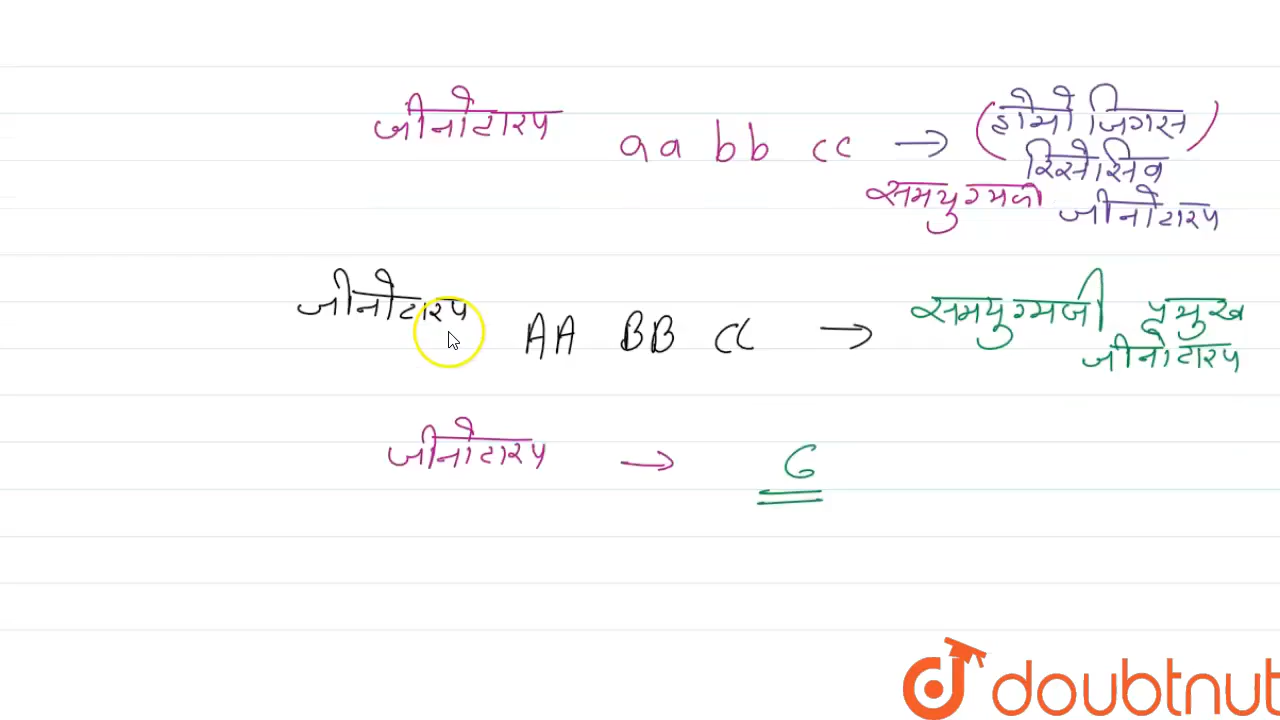 जीनोटाइप aa bb cc → (होमोजिगस)
रिसेसिव
समयुग्मजी जीनोटाइप
जीनोटाइप AA BB CC → समयुग्मजी प्रमुख
जीनोटाइप
जीनोटाइप → 6
doubtnut